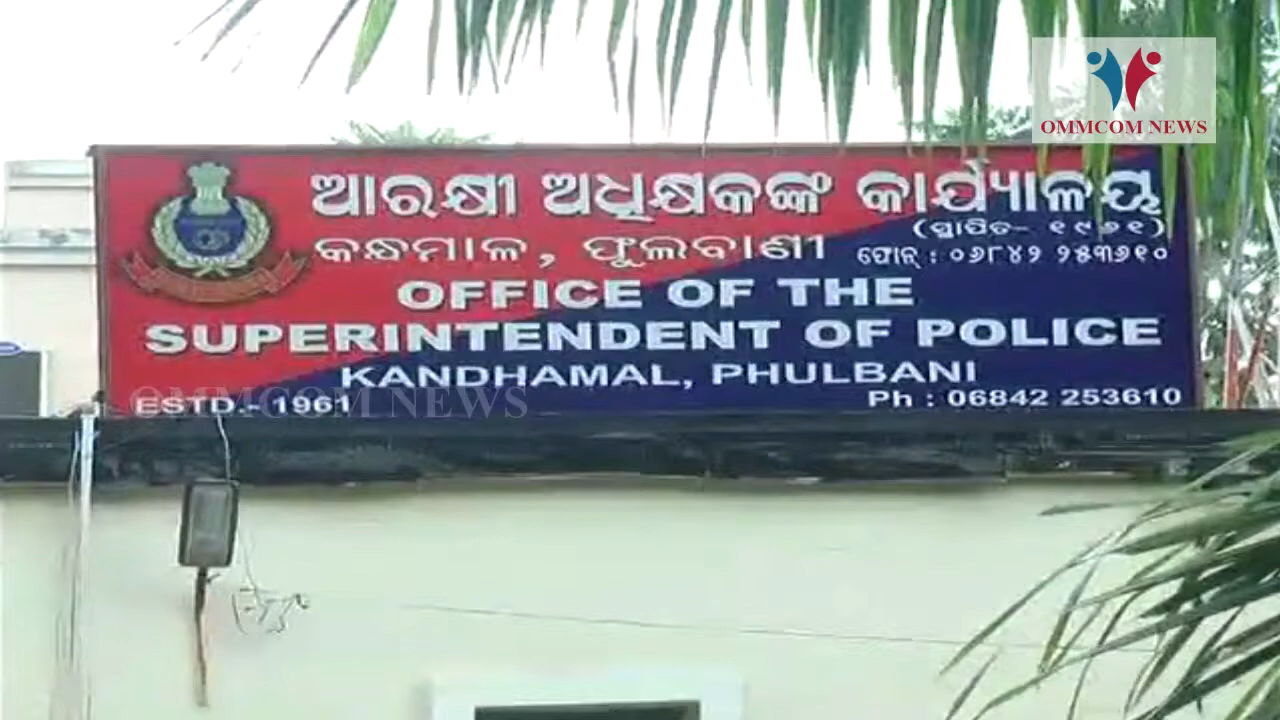 OMMCOM NEWS
ଆରକ୍ଷୀ ଅଧିକ୍ଷକଙ୍କ କାର୍ଯ୍ୟାଳୟ
(ସ୍ଥାପିତ- ୧୯୬୧)
କନ୍ଧମାଳ, ଫୁଲବାଣୀ
ଫୋନ୍ : ୦୬୮୪୨ ୨୫୩୬୧୦
OFFICE OF THE
SUPERINTENDENT OF POLICE
KANDHAMAL, PHULBANI
ESTD.- 1961
Ph : 06842 253610
OMMCOM NEWS